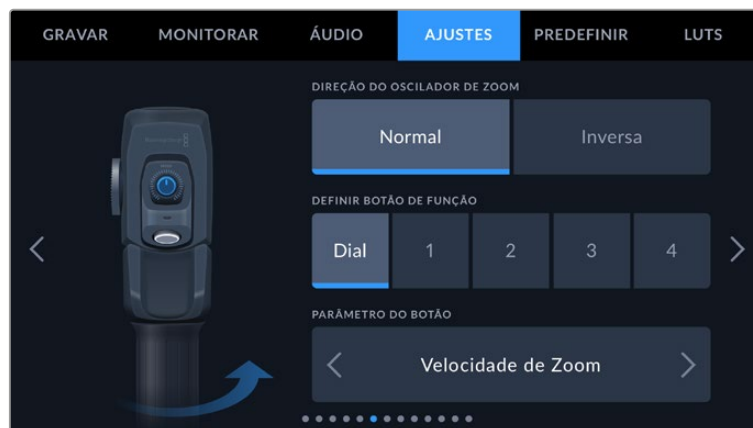 GRAVAR MONITORAR ÁUDIO AJUSTES PREDEFINIR LUTS
DIREÇÃO DO OSCILADOR DE ZOOM
Normal Inversa
DEFINIR BOTÃO DE FUNÇÃO
Dial 1 2 3 4
PARÂMETRO DO BOTÃO
Velocidade de Zoom